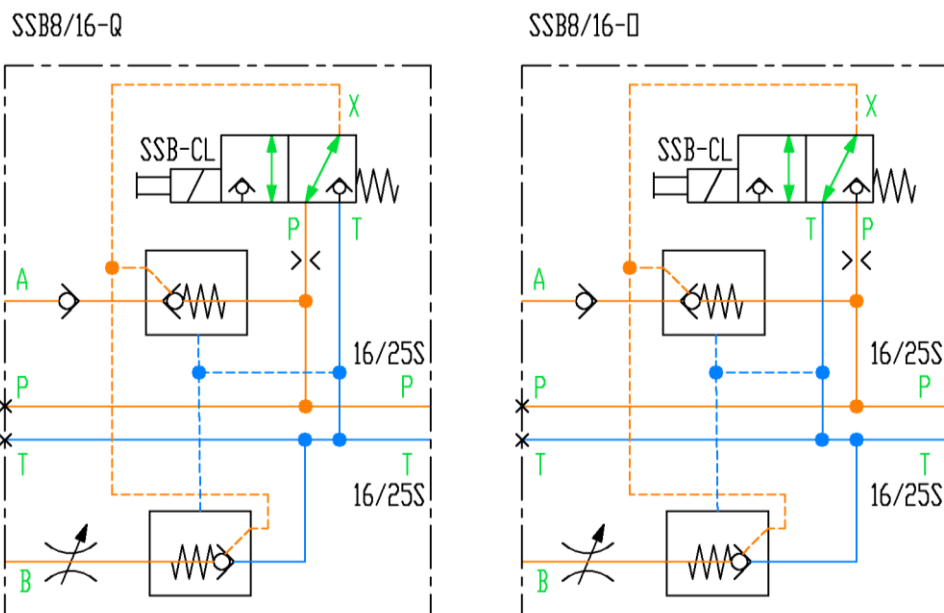 SSB8/16-Q
X
SSB-CL
P T
A
16/25S
P P
T T
16/25S
B
SSB8/16-O
X
SSB-CL
T P
A
16/25S
P P
T T
16/25S
B